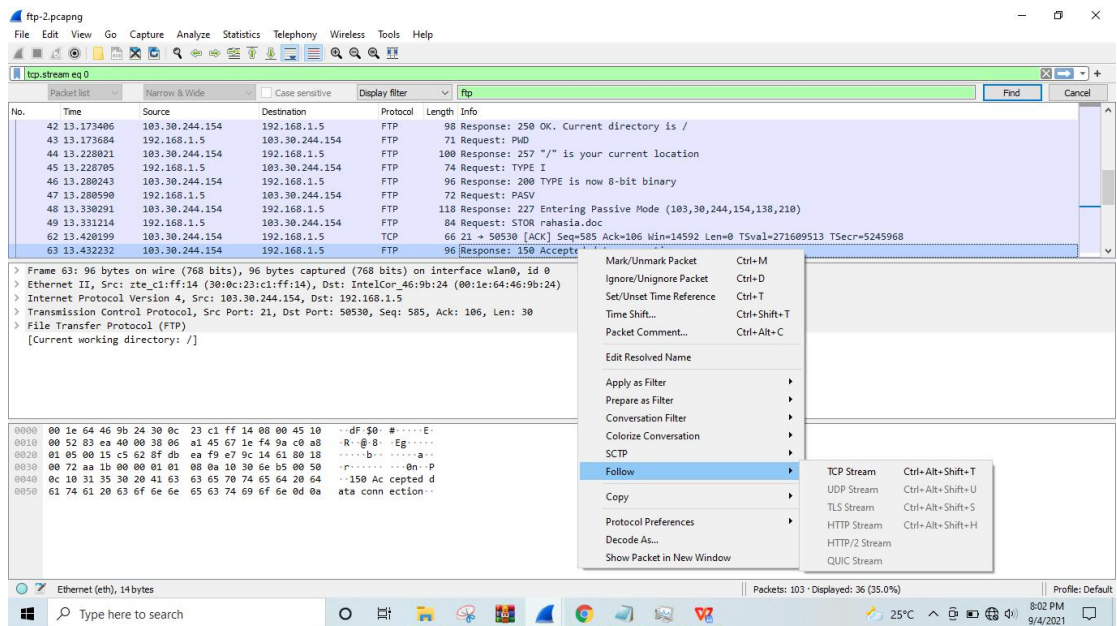 ftp-2.pcapng
File Edit View Go Capture Analyze Statistics Telephony Wireless Tools Help
tcp.stream eq 0
Packet list Narrow & Wide Case sensitive Display filter ftp Find Cancel
No. Time Source Destination Protocol Length Info
42 13.173406 103.30.244.154 192.168.1.5 FTP 98 Response: 250 OK. Current directory is /
43 13.173684 192.168.1.5 103.30.244.154 FTP 71 Request: PWD
44 13.228021 103.30.244.154 192.168.1.5 FTP 100 Response: 257 "/" is your current location
45 13.228705 192.168.1.5 103.30.244.154 FTP 74 Request: TYPE I
46 13.280243 103.30.244.154 192.168.1.5 FTP 96 Response: 200 TYPE is now 8-bit binary
47 13.280590 192.168.1.5 103.30.244.154 FTP 72 Request: PASV
48 13.330291 103.30.244.154 192.168.1.5 FTP 118 Response: 227 Entering Passive Mode (103,30,244,154,138,210)
49 13.331214 192.168.1.5 103.30.244.154 FTP 84 Request: STOR rahasia.doc
62 13.420199 103.30.244.154 192.168.1.5 TCP 66 21 → 50530 [ACK] Seq=585 Ack=106 Win=14592 Len=0 TSval=271609513 TSecr=5245968
63 13.432232 103.30.244.154 192.168.1.5 FTP 96 Response: 150 Accepte
> Frame 63: 96 bytes on wire (768 bits), 96 bytes captured (768 bits) on interface wlan0, id 0
> Ethernet II, Src: zte_c1:ff:14 (30:0c:23:c1:ff:14), Dst: IntelCor_46:9b:24 (00:1e:64:46:9b:24)
> Internet Protocol Version 4, Src: 103.30.244.154, Dst: 192.168.1.5
> Transmission Control Protocol, Src Port: 21, Dst Port: 50530, Seq: 585, Ack: 106, Len: 30
> File Transfer Protocol (FTP)
[Current working directory: /]
Mark/Unmark Packet Ctrl+M
Ignore/Unignore Packet Ctrl+D
Set/Unset Time Reference Ctrl+T
Time Shift... Ctrl+Shift+T
Packet Comment... Ctrl+Alt+C
Edit Resolved Name
Apply as Filter
Prepare as Filter
Conversation Filter
Colorize Conversation
SCTP
Follow
Copy
Protocol Preferences
Decode As...
Show Packet in New Window
TCP Stream Ctrl+Alt+Shift+T
UDP Stream Ctrl+Alt+Shift+U
TLS Stream Ctrl+Alt+Shift+S
HTTP Stream Ctrl+Alt+Shift+H
HTTP/2 Stream
QUIC Stream
0000 00 1e 64 46 9b 24 30 0c 23 c1 ff 14 08 00 45 10 ··dF·$0· #·····E·
0010 00 52 83 ea 40 00 38 06 a1 45 67 1e f4 9a c0 a8 ·R··@·8· ·Eg·····
0020 01 05 00 15 c5 62 8f db ea f9 e7 9c 14 61 80 18 ·····b·· ·····a··
0030 00 72 aa 1b 00 00 01 01 08 0a 10 30 6e b5 00 50 ·r······ ···0n··P
0040 0c 10 31 35 30 20 41 63 63 65 70 74 65 64 20 64 ··150 Ac cepted d
0050 61 74 61 20 63 6f 6e 6e 65 63 74 69 6f 6e 0d 0a ata conn ection··
Ethernet (eth), 14 bytes Packets: 103 · Displayed: 36 (35.0%) Profile: Default
Type here to search 25°C 8:02 PM
9/4/2021